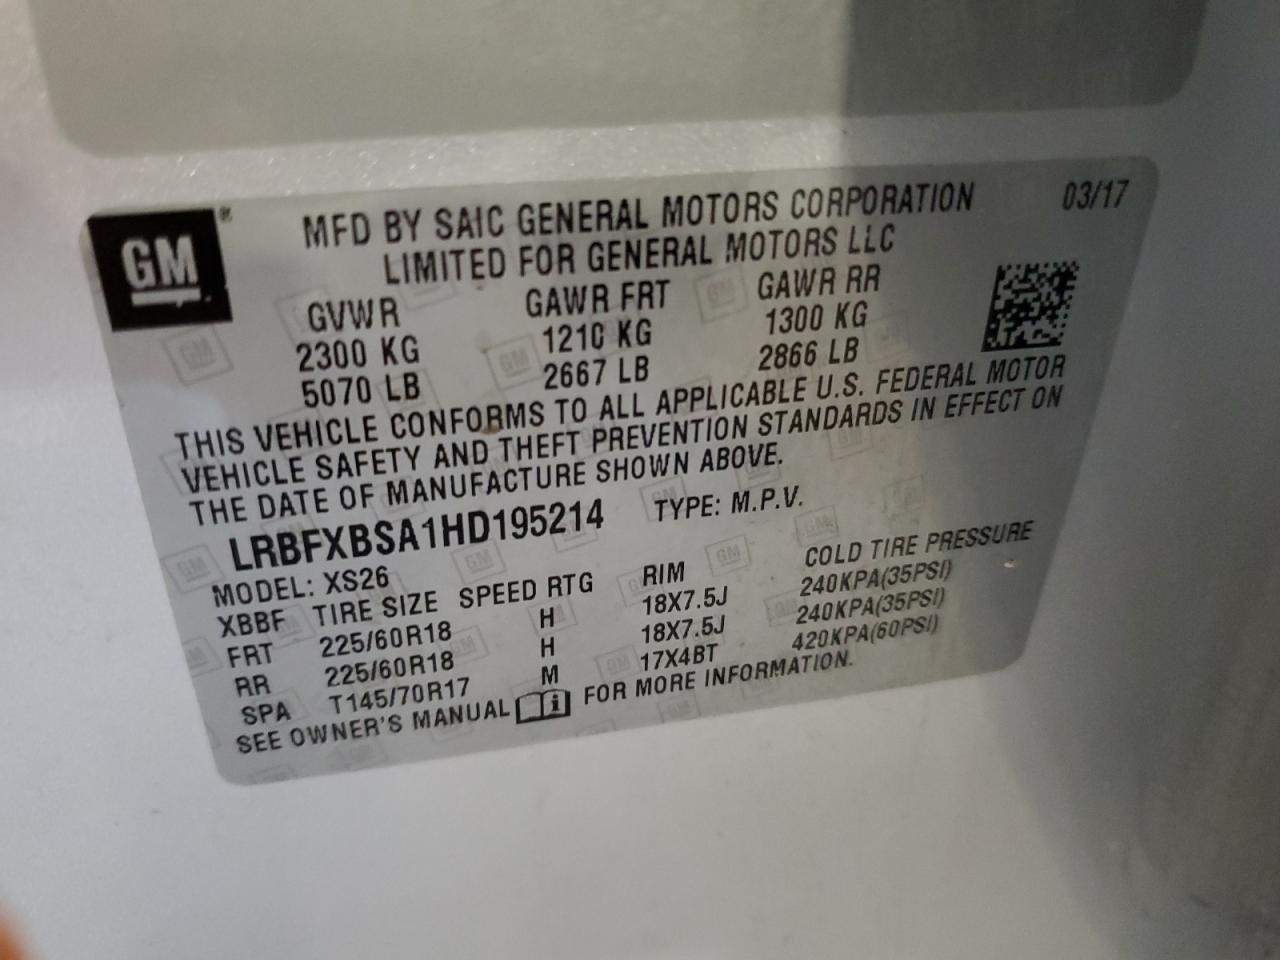 GM®
MFD BY SAIC GENERAL MOTORS CORPORATION 03/17
LIMITED FOR GENERAL MOTORS LLC
GVWR GAWR FRT GAWR RR
2300 KG 1210 KG 1300 KG
5070 LB 2667 LB 2866 LB
THIS VEHICLE CONFORMS TO ALL APPLICABLE U.S. FEDERAL MOTOR
VEHICLE SAFETY AND THEFT PREVENTION STANDARDS IN EFFECT ON
THE DATE OF MANUFACTURE SHOWN ABOVE.
LRBFXBSA1HD195214 TYPE: M.P.V.
MODEL: XS26
XBBF TIRE SIZE SPEED RTG RIM COLD TIRE PRESSURE
FRT 225/60R18 H 18X7.5J 240KPA(35PSI)
RR 225/60R18 H 18X7.5J 240KPA(35PSI)
SPA T145/70R17 M 17X4BT 420KPA(60PSI)
SEE OWNER'S MANUAL i FOR MORE INFORMATION.